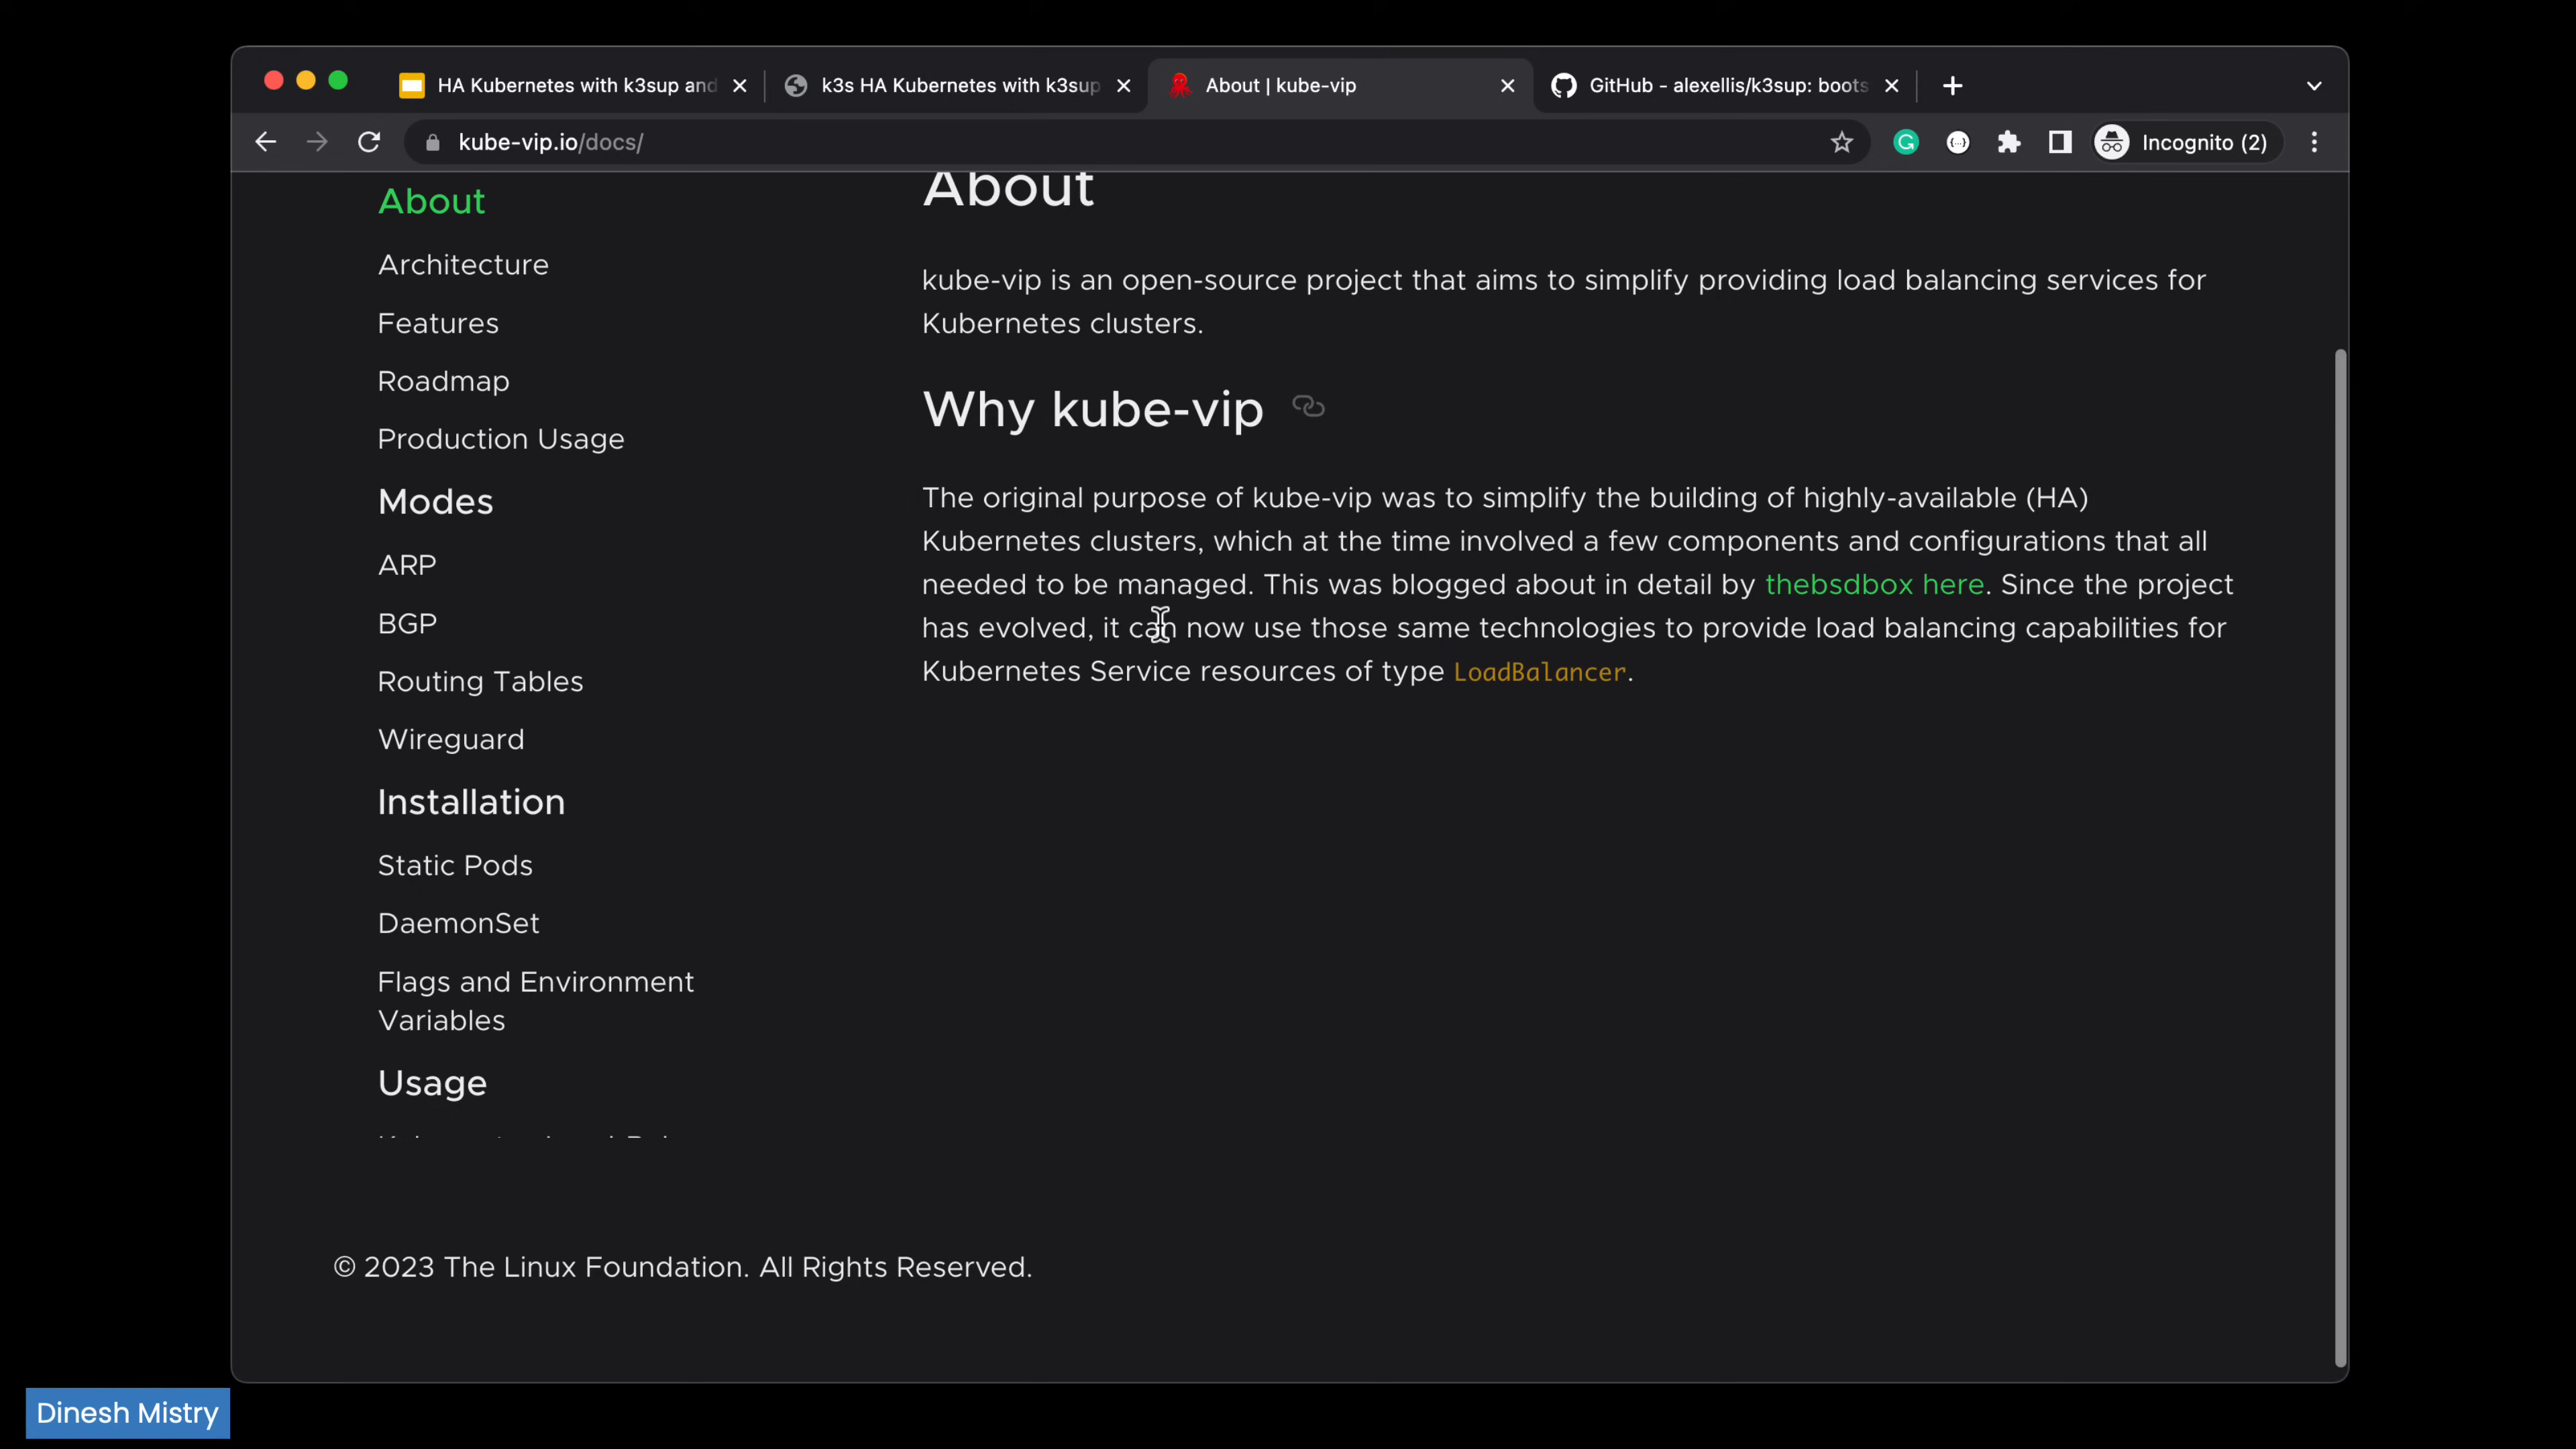 HA Kubernetes with k3sup and
k3s HA Kubernetes with k3sup
About | kube-vip
GitHub - alexellis/k3sup: boots
kube-vip.io/docs/
Incognito (2)
About
Architecture
Features
Roadmap
Production Usage
Modes
ARP
BGP
Routing Tables
Wireguard
Installation
Static Pods
DaemonSet
Flags and Environment
Variables
Usage
About
kube-vip is an open-source project that aims to simplify providing load balancing services for
Kubernetes clusters.
Why kube-vip
The original purpose of kube-vip was to simplify the building of highly-available (HA)
Kubernetes clusters, which at the time involved a few components and configurations that all
needed to be managed. This was blogged about in detail by thebsdbox here. Since the project
has evolved, it can now use those same technologies to provide load balancing capabilities for
Kubernetes Service resources of type LoadBalancer.
© 2023 The Linux Foundation. All Rights Reserved.
Dinesh Mistry